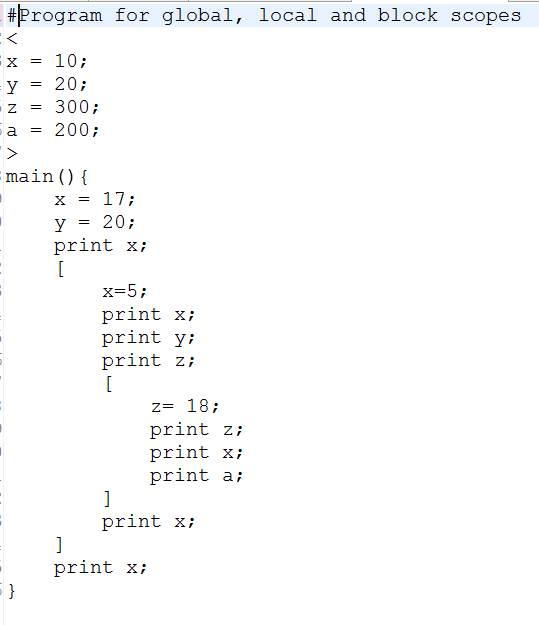 #Program for global, local and block scopes
<
x = 10;
y = 20;
z = 300;
a = 200;
>
main(){
    x = 17;
    y = 20;
    print x;
    [
        x=5;
        print x;
        print y;
        print z;
        [
            z= 18;
            print z;
            print x;
            print a;
        ]
        print x;
    ]
    print x;
}